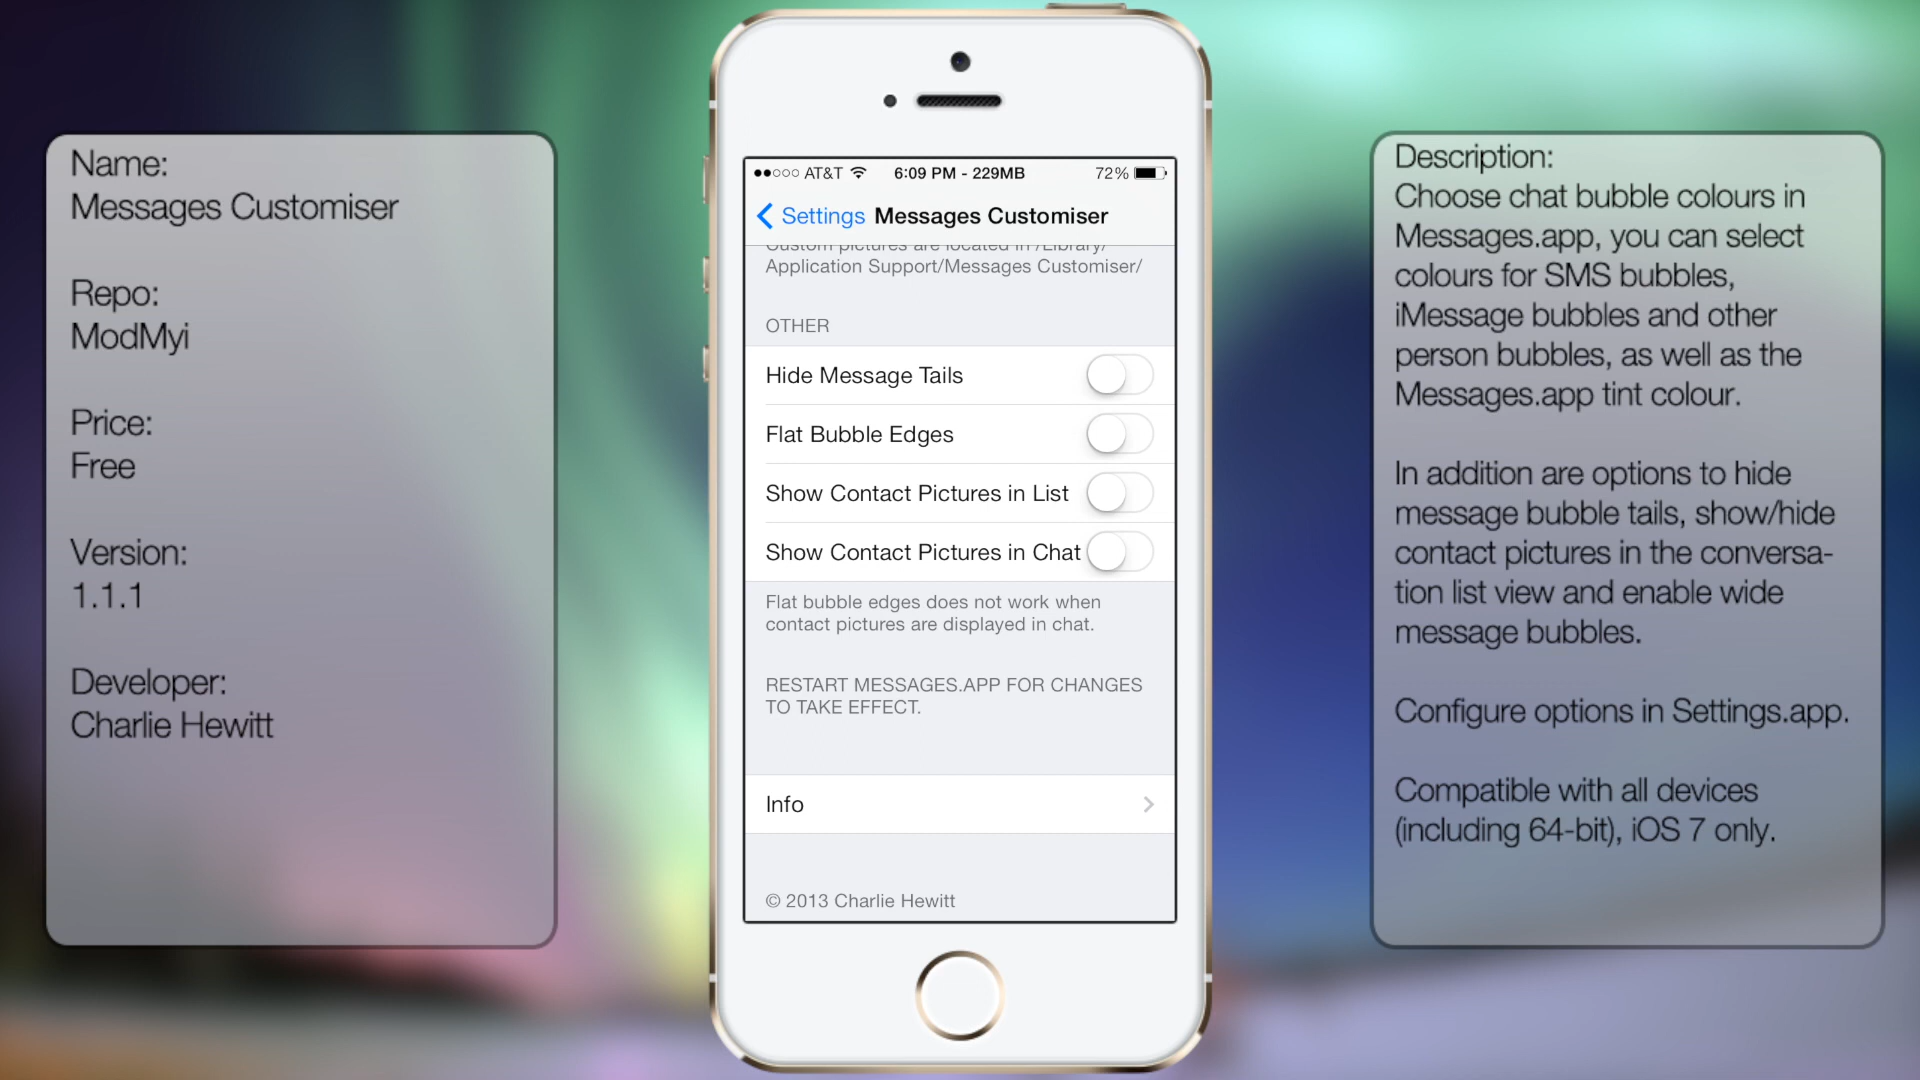 Name:
Messages Customiser
Repo:
ModMyi
Price:
Free
Version:
1.1.1
Developer:
Charlie Hewitt
AT&T 6:09 PM - 229MB 72%
Settings Messages Customiser
Custom pictures are located in /Library/
Application Support/Messages Customiser/
OTHER
Hide Message Tails
Flat Bubble Edges
Show Contact Pictures in List
Show Contact Pictures in Chat
Flat bubble edges does not work when
contact pictures are displayed in chat.
RESTART MESSAGES.APP FOR CHANGES
TO TAKE EFFECT.
Info
© 2013 Charlie Hewitt
Description:
Choose chat bubble colours in
Messages.app, you can select
colours for SMS bubbles,
iMessage bubbles and other
person bubbles, as well as the
Messages.app tint colour.
In addition are options to hide
message bubble tails, show/hide
contact pictures in the conversa-
tion list view and enable wide
message bubbles.
Configure options in Settings.app.
Compatible with all devices
(including 64-bit), iOS 7 only.